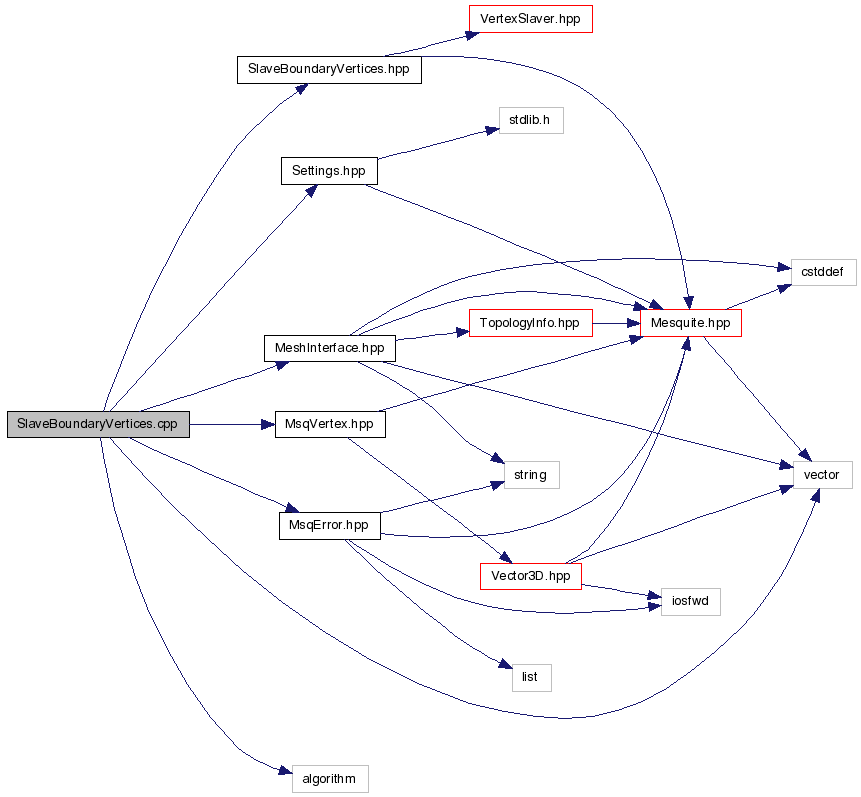 VertexSlaver.hpp
SlaveBoundaryVertices.hpp
stdlib.h
Settings.hpp
cstddef
TopologyInfo.hpp
Mesquite.hpp
MeshInterface.hpp
SlaveBoundaryVertices.cpp
MsqVertex.hpp
string
vector
MsqError.hpp
Vector3D.hpp
iosfwd
list
algorithm